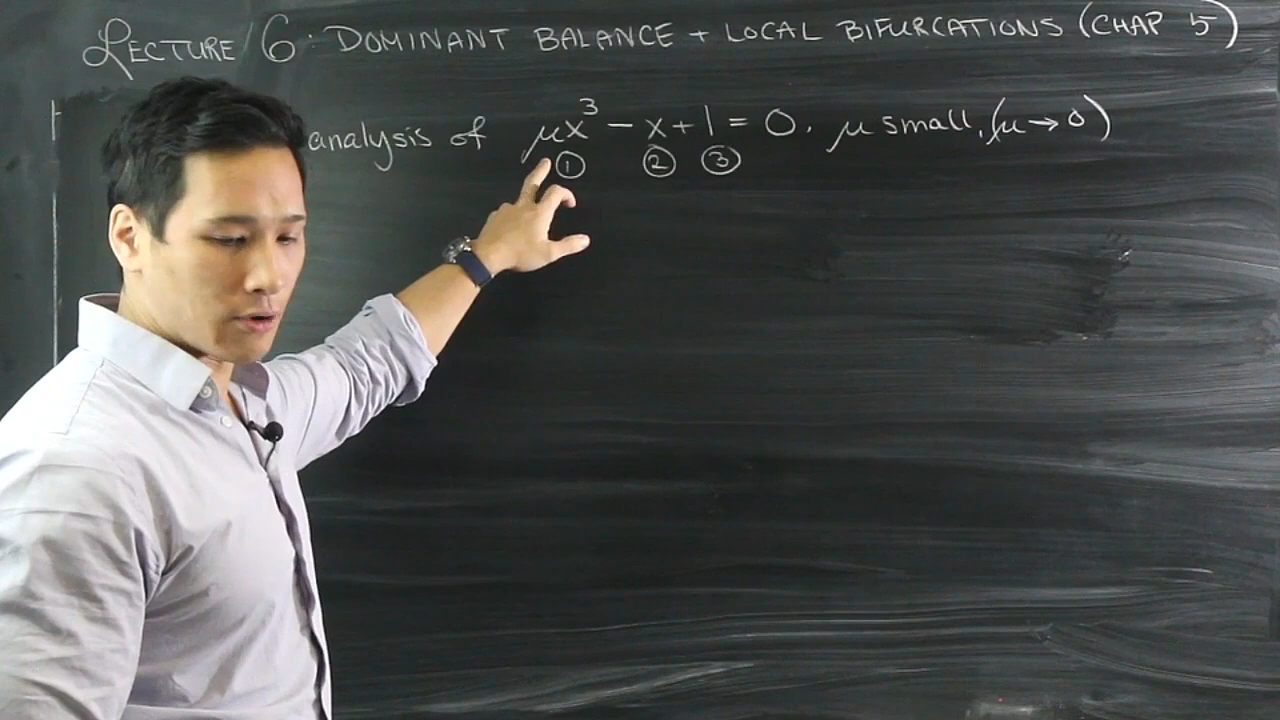 LECTURE 6: DOMINANT BALANCE + LOCAL BIFURCATIONS (CHAP 5)
analysis of μx³ - x + 1 = 0. μ small, (μ → 0)
① ② ③